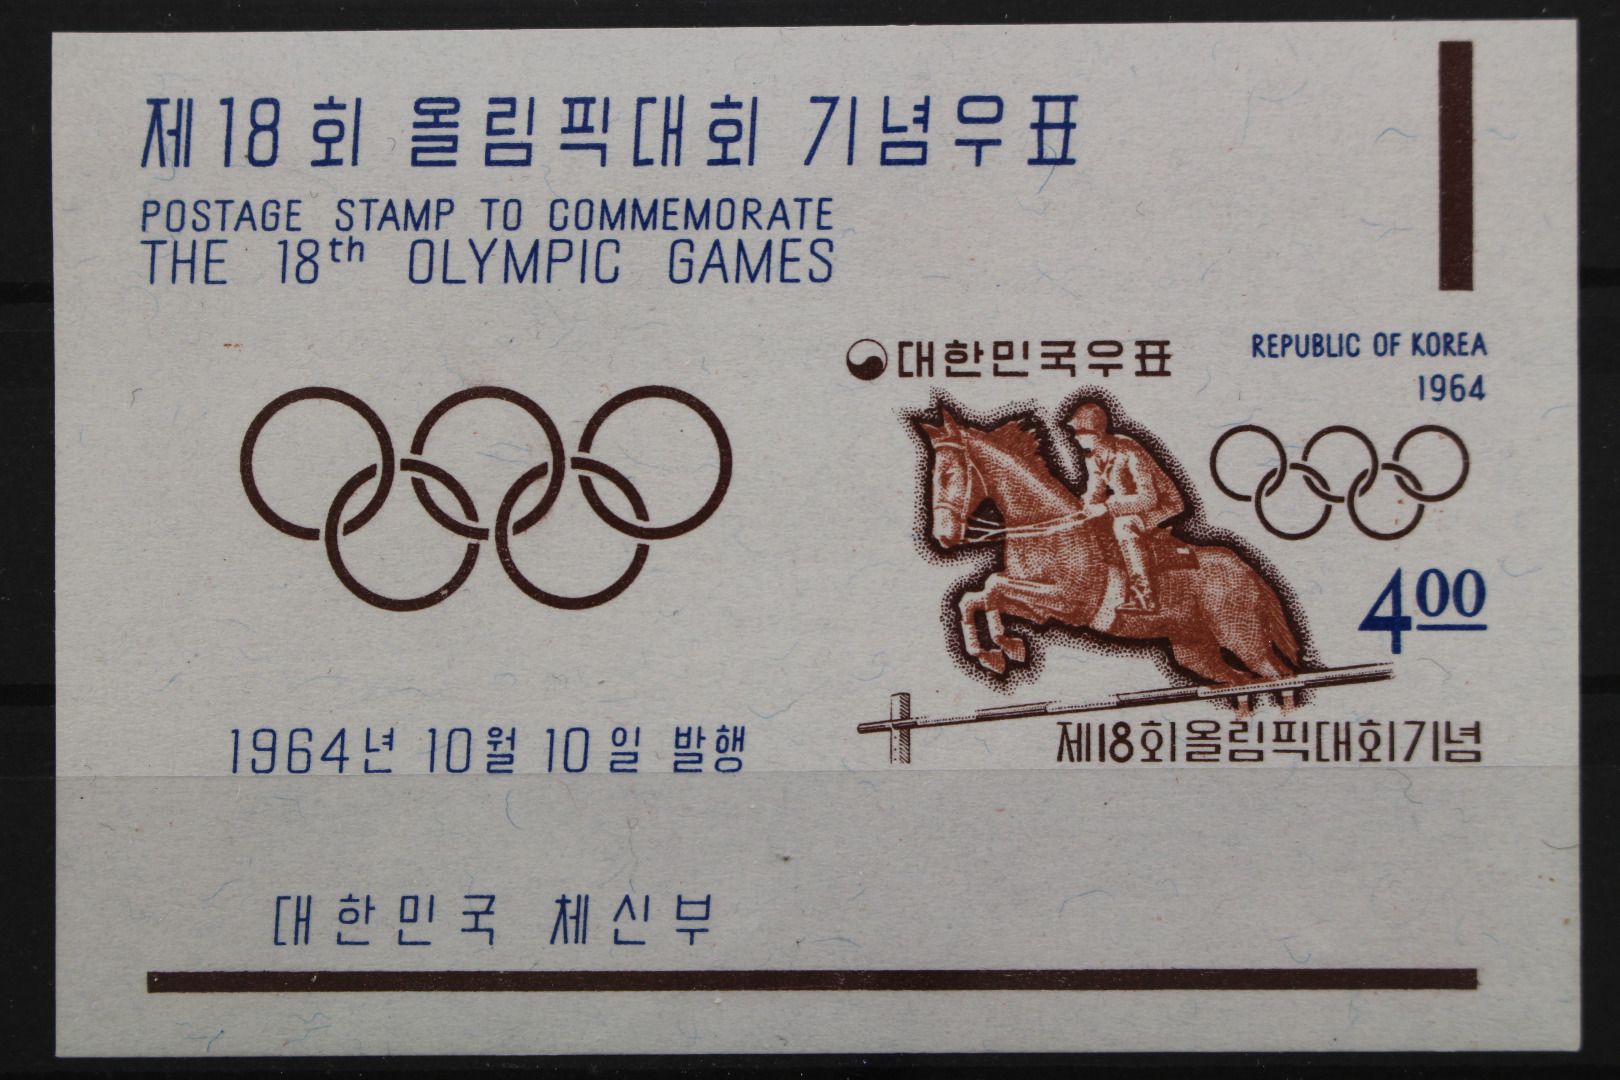 제18회 올림픽대회 기념우표
POSTAGE STAMP TO COMMEMORATE
THE 18th OLYMPIC GAMES
대한민국우표
REPUBLIC OF KOREA
1964
4 00
제18회올림픽대회기념
1964년 10월 10일 발행
대한민국 체신부